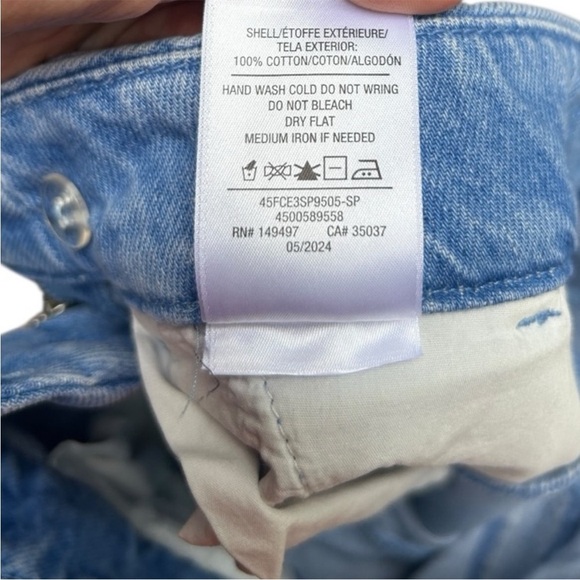 SHELL/ÉTOFFE EXTÉRIEURE/
TELA EXTERIOR:
100% COTTON/COTON/ALGODÓN
HAND WASH COLD DO NOT WRING
DO NOT BLEACH
DRY FLAT
MEDIUM IRON IF NEEDED
45FCE3SP9505-SP
4500589558
RN# 149497 CA# 35037
05/2024